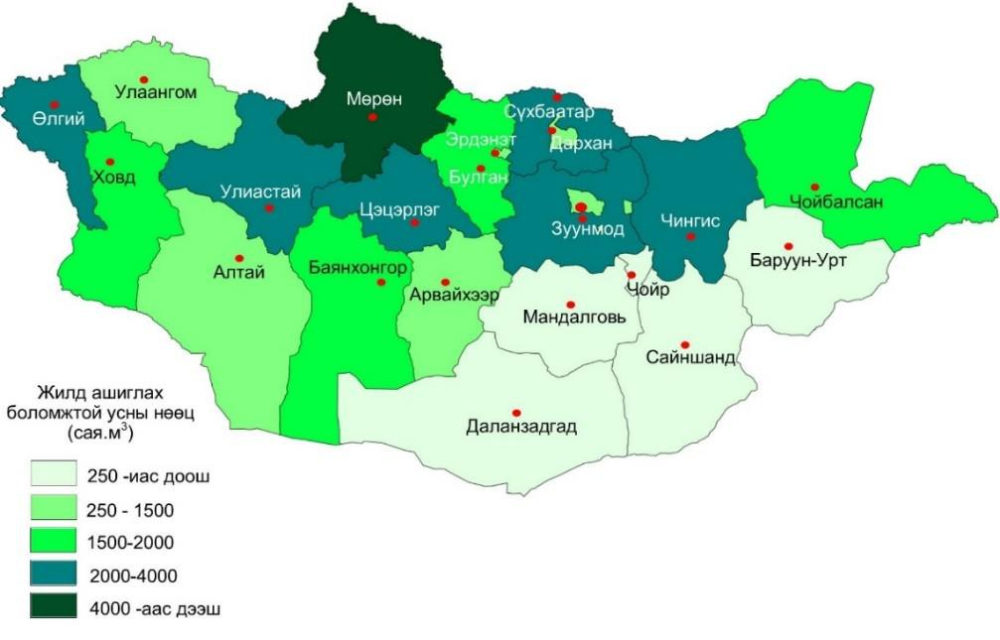 Мөрөн
Улаангом
Өлгий
Сүхбаатар
Эрдэнэт
Дархан
Ховд
Булган
Улиастай
Чойбалсан
Цэцэрлэг
Зуунмод
Чингис
Баруун-Урт
Алтай
Баянхонгор
Арвайхээр
Чойр
Мандалговь
Сайншанд
Даланзадгад
Жилд ашиглах
боломжтой усны нөөц
(сая.м³)
250 -иас доош
250 - 1500
1500-2000
2000-4000
4000 -аас дээш